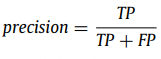 precision = TP / TP + FP